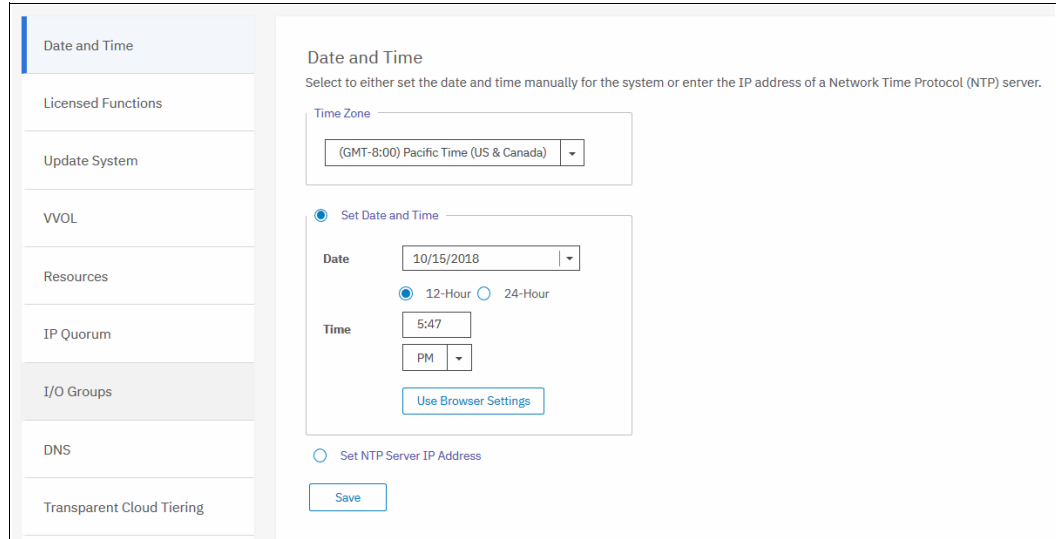 Date and Time
Licensed Functions
Update System
VVOL
Resources
IP Quorum
I/O Groups
DNS
Transparent Cloud Tiering
Date and Time
Select to either set the date and time manually for the system or enter the IP address of a Network Time Protocol (NTP) server.
Time Zone
(GMT-8:00) Pacific Time (US & Canada)
Set Date and Time
Date 10/15/2018
12-Hour 24-Hour
Time 5:47
PM
Use Browser Settings
Set NTP Server IP Address
Save